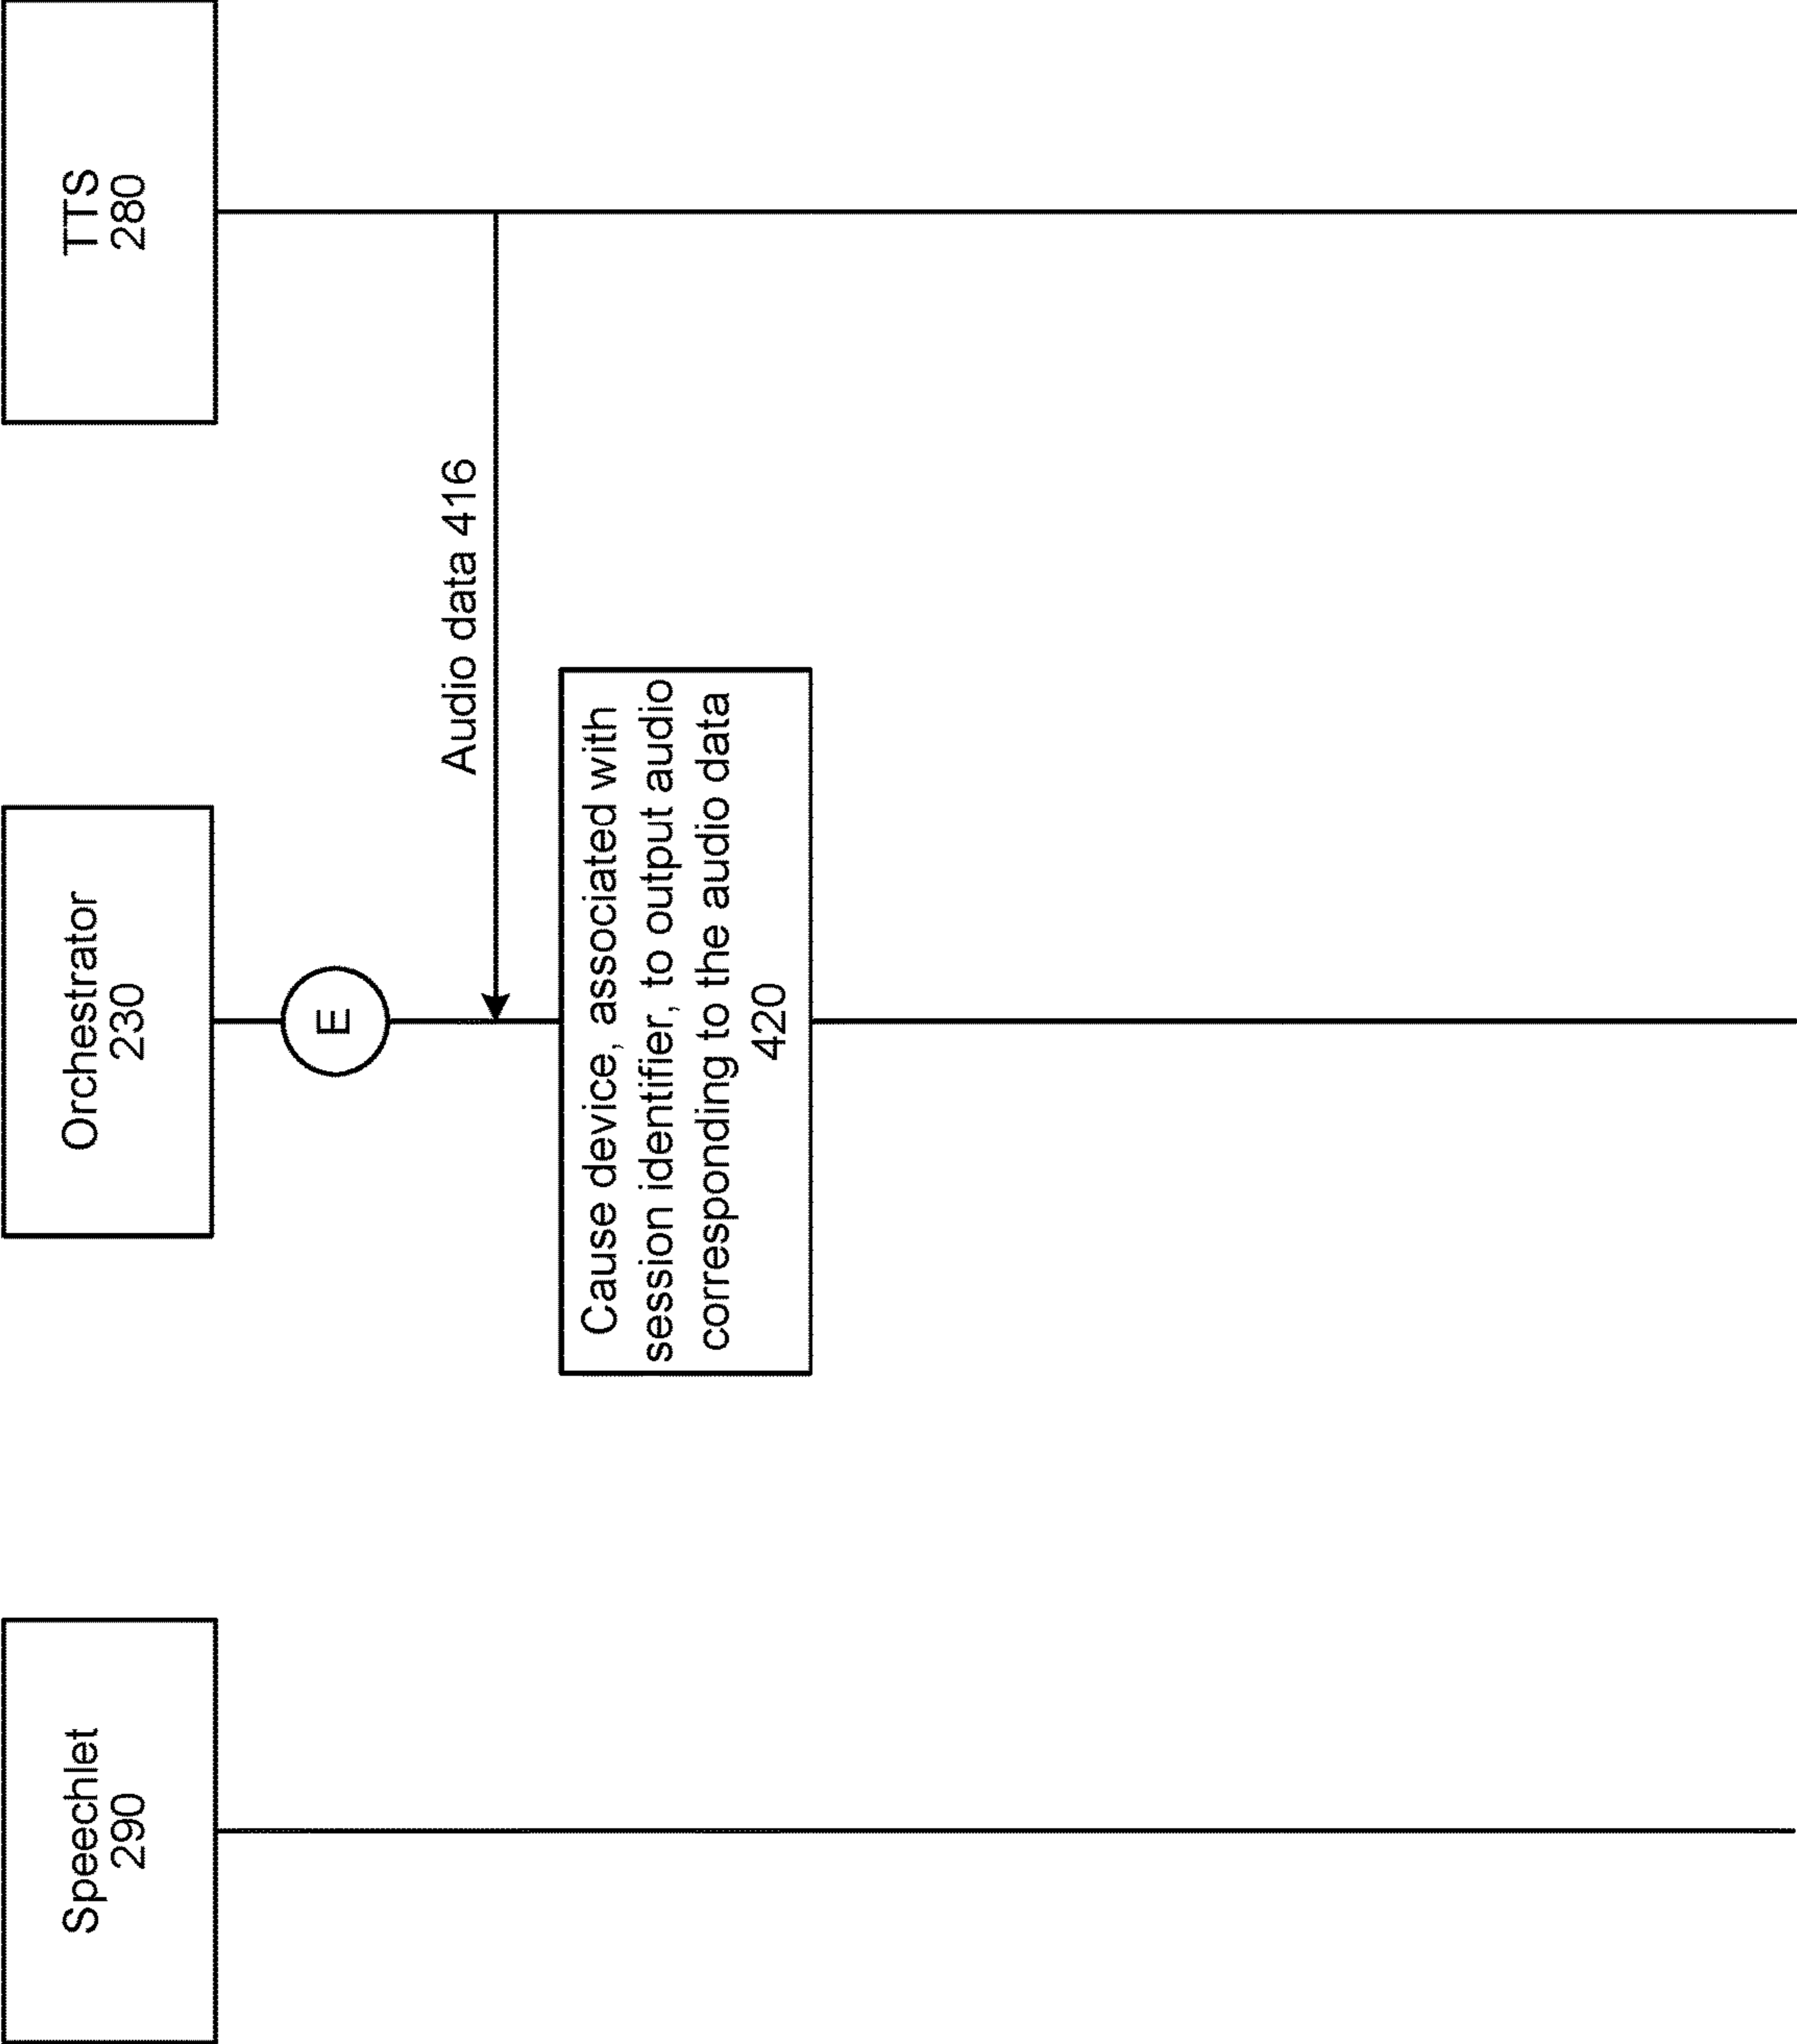 Speechlet
290
Orchestrator
230
TTS
280
E
Audio data 416
Cause device, associated with
session identifier, to output audio
corresponding to the audio data
420